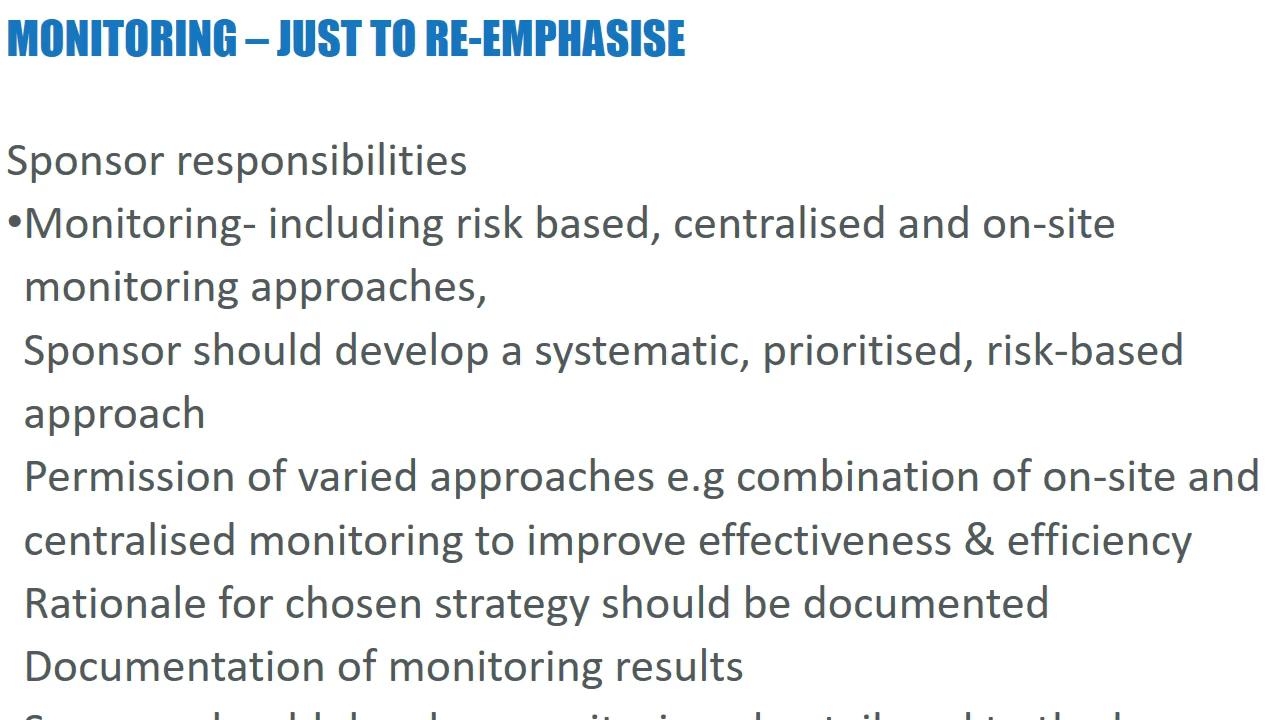 MONITORING – JUST TO RE-EMPHASISE
Sponsor responsibilities
•Monitoring- including risk based, centralised and on-site
monitoring approaches,
Sponsor should develop a systematic, prioritised, risk-based
approach
Permission of varied approaches e.g combination of on-site and
centralised monitoring to improve effectiveness & efficiency
Rationale for chosen strategy should be documented
Documentation of monitoring results